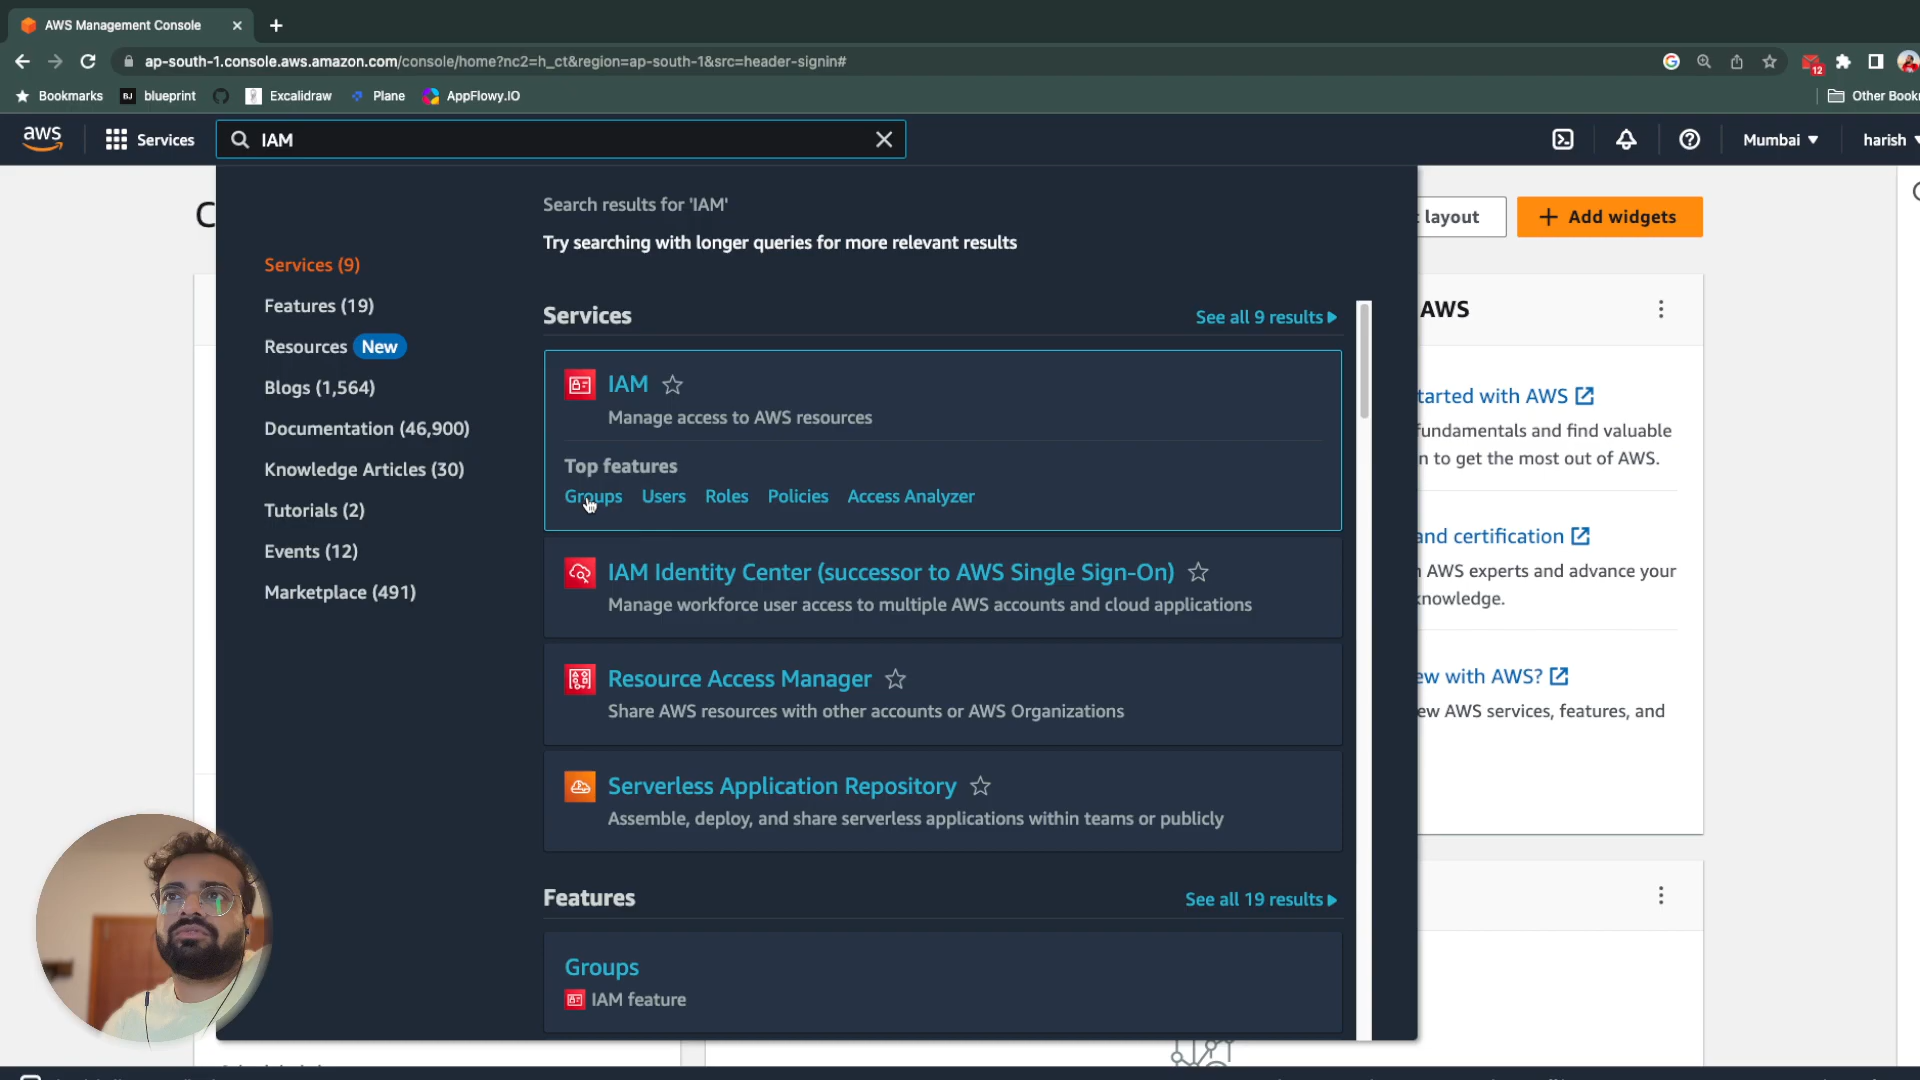 AWS Management Console
ap-south-1.console.aws.amazon.com/console/home?nc2=h_ct&region=ap-south-1&src=header-signin#
12
Bookmarks
BJ blueprint
Excalidraw
Plane
AppFlowy.IO
Other Book
aws
Services
IAM
Mumbai
harish
C
Search results for 'IAM'
Try searching with longer queries for more relevant results
layout
Add widgets
Services (9)
Features (19)
Resources New
Blogs (1,564)
Documentation (46,900)
Knowledge Articles (30)
Tutorials (2)
Events (12)
Marketplace (491)
Services
See all 9 results
IAM
Manage access to AWS resources
Top features
Groups Users Roles Policies Access Analyzer
IAM Identity Center (successor to AWS Single Sign-On)
Manage workforce user access to multiple AWS accounts and cloud applications
Resource Access Manager
Share AWS resources with other accounts or AWS Organizations
Serverless Application Repository
Assemble, deploy, and share serverless applications within teams or publicly
Features
See all 19 results
Groups
IAM feature
AWS
tarted with AWS
fundamentals and find valuable
n to get the most out of AWS.
and certification
AWS experts and advance your
knowledge.
ew with AWS?
ew AWS services, features, and